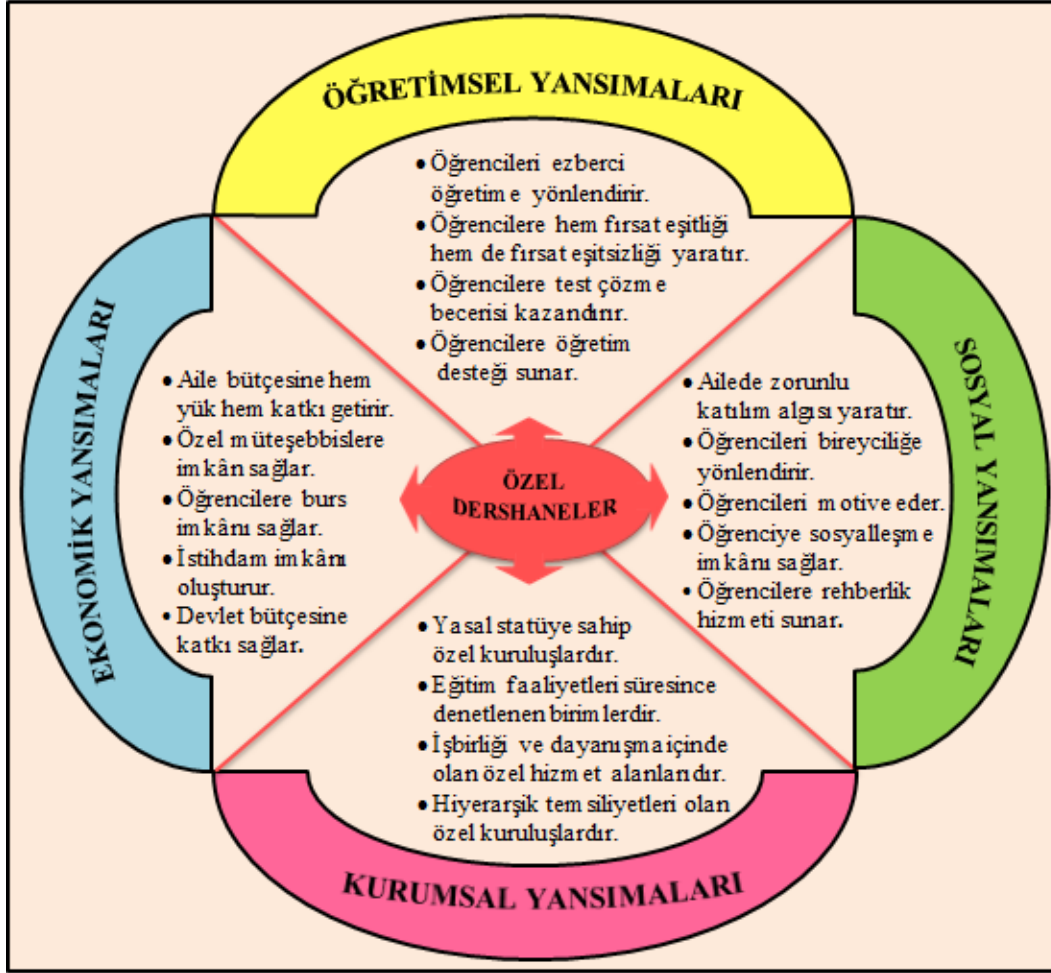 ÖĞRETİMSEL YANSIMALARI
• Öğrencileri ezberci
öğretime yönlendirir.
• Öğrencilere hem fırsat eşitliği
hem de fırsat eşitsizliği yaratır.
• Öğrencilere test çözme
becerisi kazandırır.
• Öğrencilere öğretim
desteği sunar.
EKONOMİK YANSIMALARI
• Aile bütçesine hem
yük hem katkı getirir.
• Özel müteşebbislere
imkân sağlar.
• Öğrencilere burs
imkânı sağlar.
• İstihdam imkânı
oluşturur.
• Devlet bütçesine
katkı sağlar.
ÖZEL
DERSHANELER
SOSYAL YANSIMALARI
• Ailede zorunlu
katılım algısı yaratır.
• Öğrencileri bireyciliğe
yönlendirir.
• Öğrencileri motive eder.
• Öğrenciye sosyalleşme
imkânı sağlar.
• Öğrencilere rehberlik
hizmeti sunar.
• Yasal statüye sahip
özel kuruluşlardır.
• Eğitim faaliyetleri süresince
denetlenen birimlerdir.
• İşbirliği ve dayanışma içinde
olan özel hizmet alanlarıdır.
• Hiyerarşik temsiliyetleri olan
özel kuruluşlardır.
KURUMSAL YANSIMALARI